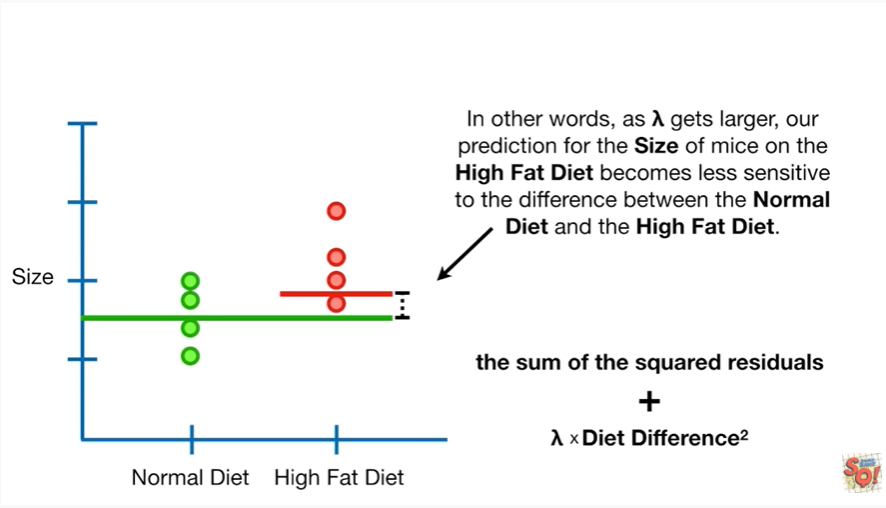 In other words, as λ gets larger, our
prediction for the Size of mice on the
High Fat Diet becomes less sensitive
to the difference between the Normal
Diet and the High Fat Diet.
Size
the sum of the squared residuals
+
λ x Diet Difference²
Normal Diet
High Fat Diet
SQ!